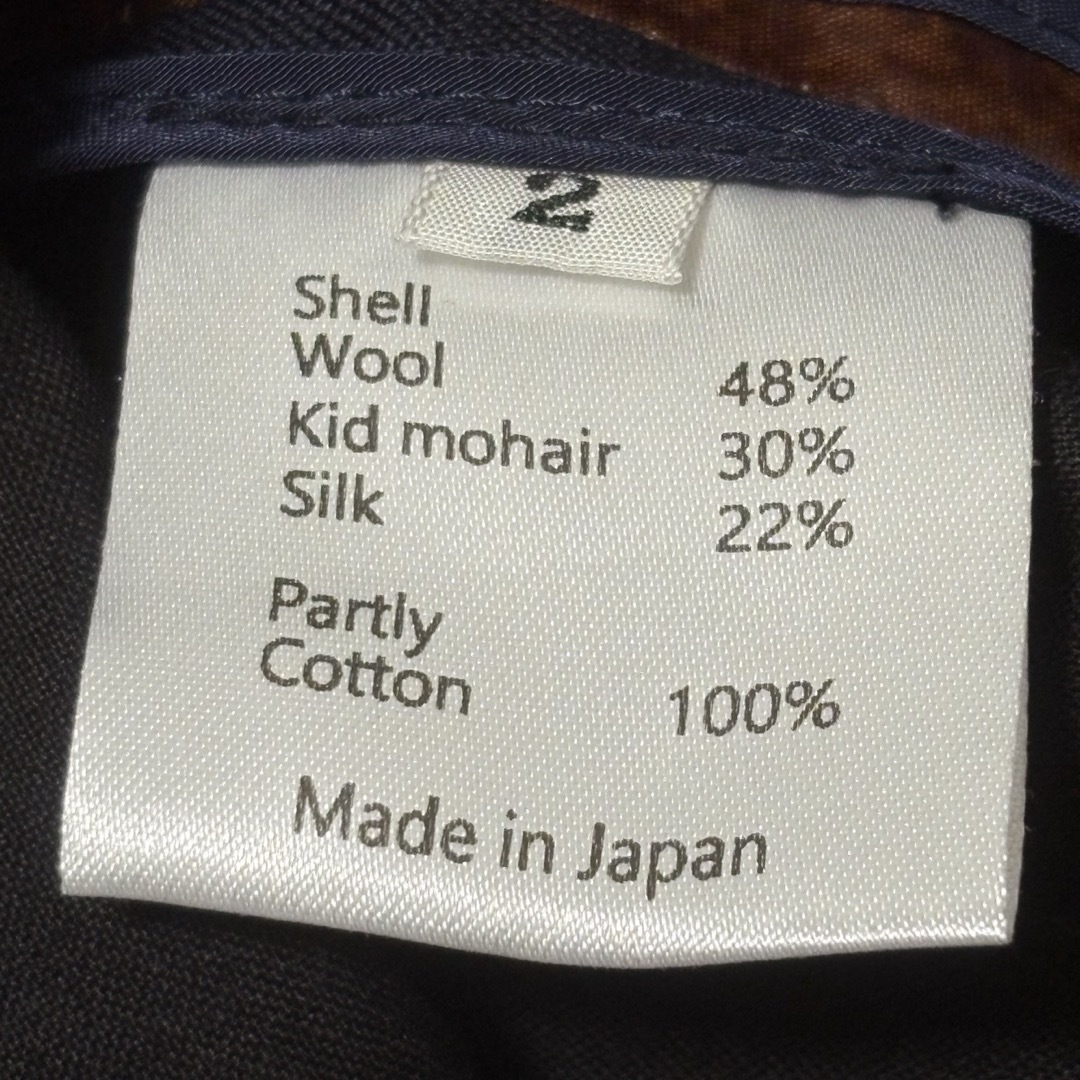 2
Shell
Wool 48%
Kid mohair 30%
Silk 22%
Partly
Cotton 100%
Made in Japan